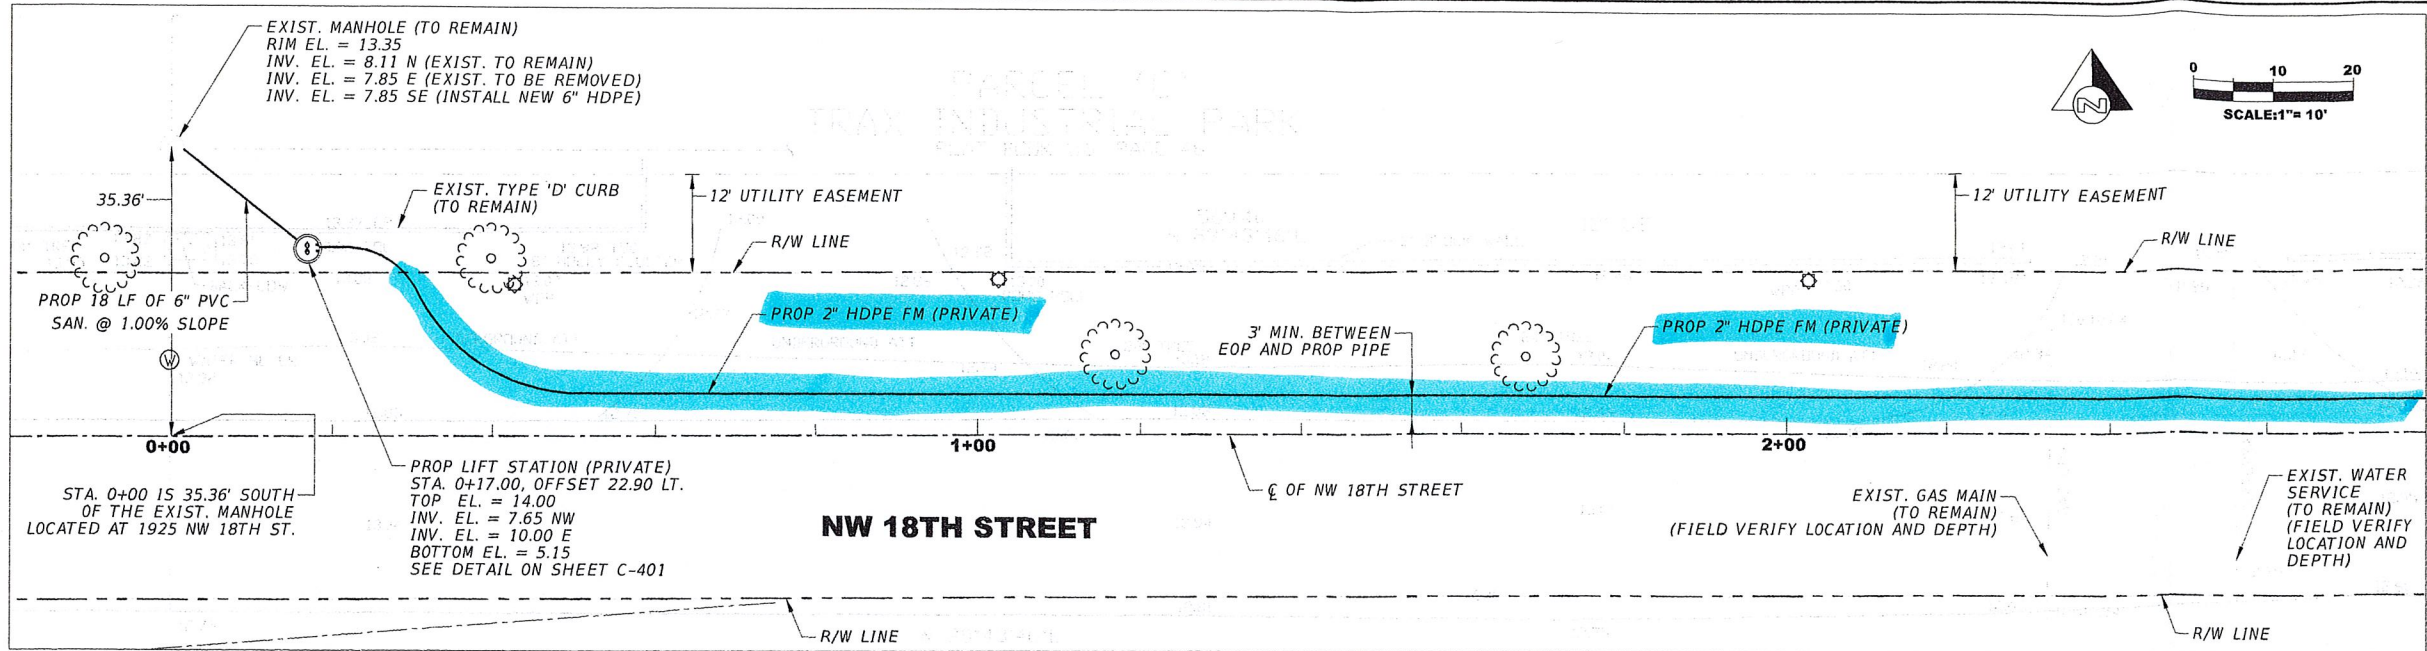 EXIST. MANHOLE (TO REMAIN)
RIM EL. = 13.35
INV. EL. = 8.11 N (EXIST. TO REMAIN)
INV. EL. = 7.85 E (EXIST. TO BE REMOVED)
INV. EL. = 7.85 SE (INSTALL NEW 6" HDPE)
TRAX INDUSTRIAL PARK
N
0 10 20
SCALE:1"= 10'
35.36'
EXIST. TYPE 'D' CURB
(TO REMAIN)
12' UTILITY EASEMENT
R/W LINE
12' UTILITY EASEMENT
R/W LINE
PROP 18 LF OF 6" PVC
SAN. @ 1.00% SLOPE
W
PROP 2" HDPE FM (PRIVATE)
3' MIN. BETWEEN
EOP AND PROP PIPE
PROP 2" HDPE FM (PRIVATE)
0+00
1+00
2+00
STA. 0+00 IS 35.36' SOUTH
OF THE EXIST. MANHOLE
LOCATED AT 1925 NW 18TH ST.
PROP LIFT STATION (PRIVATE)
STA. 0+17.00, OFFSET 22.90 LT.
TOP EL. = 14.00
INV. EL. = 7.65 NW
INV. EL. = 10.00 E
BOTTOM EL. = 5.15
SEE DETAIL ON SHEET C-401
NW 18TH STREET
℄ OF NW 18TH STREET
EXIST. GAS MAIN
(TO REMAIN)
(FIELD VERIFY LOCATION AND DEPTH)
EXIST. WATER
SERVICE
(TO REMAIN)
(FIELD VERIFY
LOCATION AND
DEPTH)
R/W LINE
R/W LINE